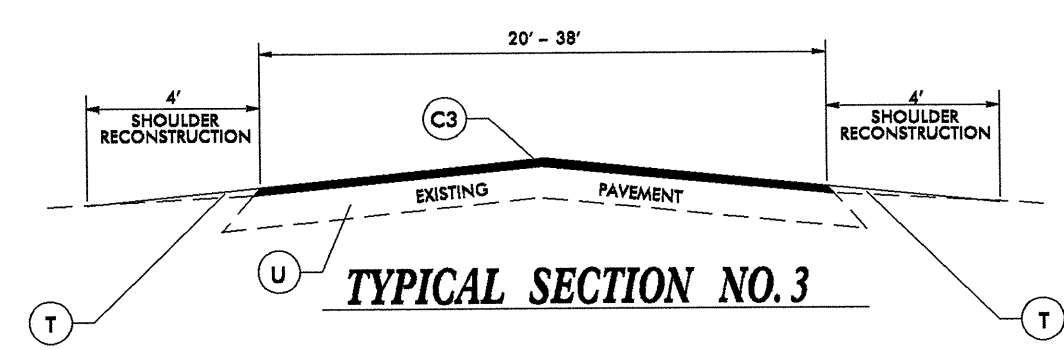 20' - 38'
4'
SHOULDER
RECONSTRUCTION
C3
4'
SHOULDER
RECONSTRUCTION
EXISTING PAVEMENT
U
TYPICAL SECTION NO. 3
T
T